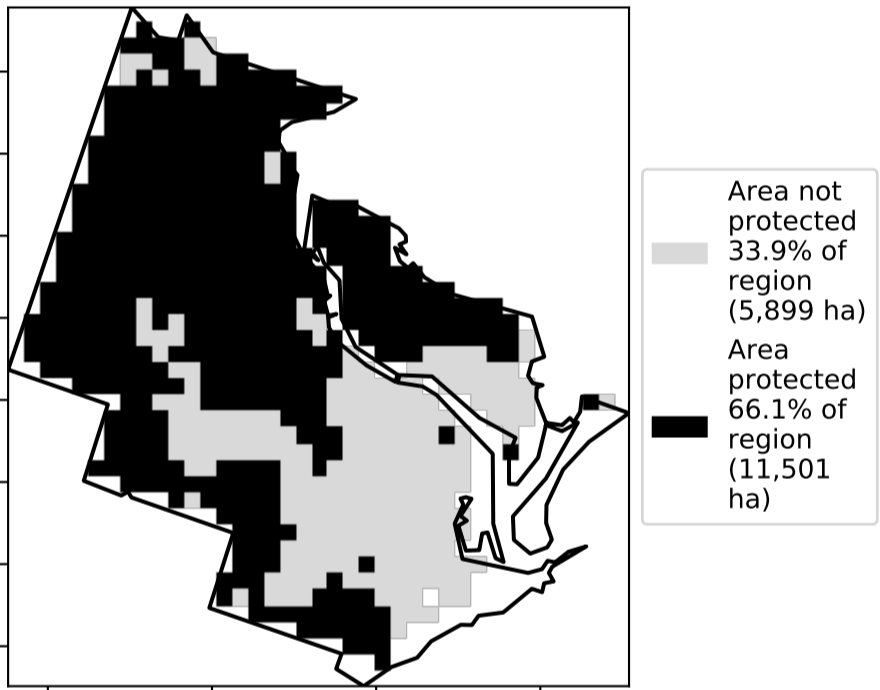 Area not
protected
33.9% of
region
(5,899 ha)
Area
protected
66.1% of
region
(11,501
ha)